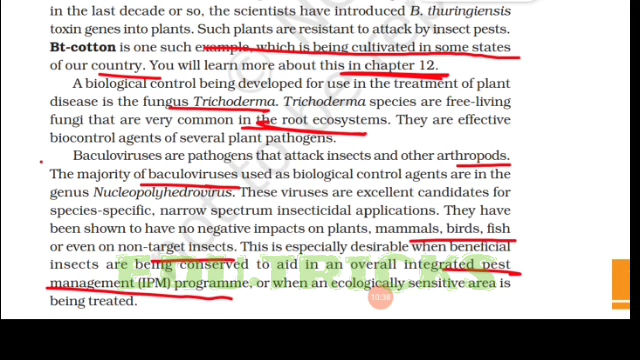 in the last decade or so, the scientists have introduced B. thuringiensis
toxin genes into plants. Such plants are resistant to attack by insect pests.
Bt-cotton is one such example, which is being cultivated in some states
of our country. You will learn more about this in chapter 12.
A biological control being developed for use in the treatment of plant
disease is the fungus Trichoderma. Trichoderma species are free-living
fungi that are very common in the root ecosystems. They are effective
biocontrol agents of several plant pathogens.
Baculoviruses are pathogens that attack insects and other arthropods.
The majority of baculoviruses used as biological control agents are in the
genus Nucleopolyhedrovirus. These viruses are excellent candidates for
species-specific, narrow spectrum insecticidal applications. They have
been shown to have no negative impacts on plants, mammals, birds, fish
or even on non-target insects. This is especially desirable when beneficial
insects are being conserved to aid in an overall integrated pest
management (IPM) programme, or when an ecologically sensitive area is
being treated.
EDU.TRICKS
10:38